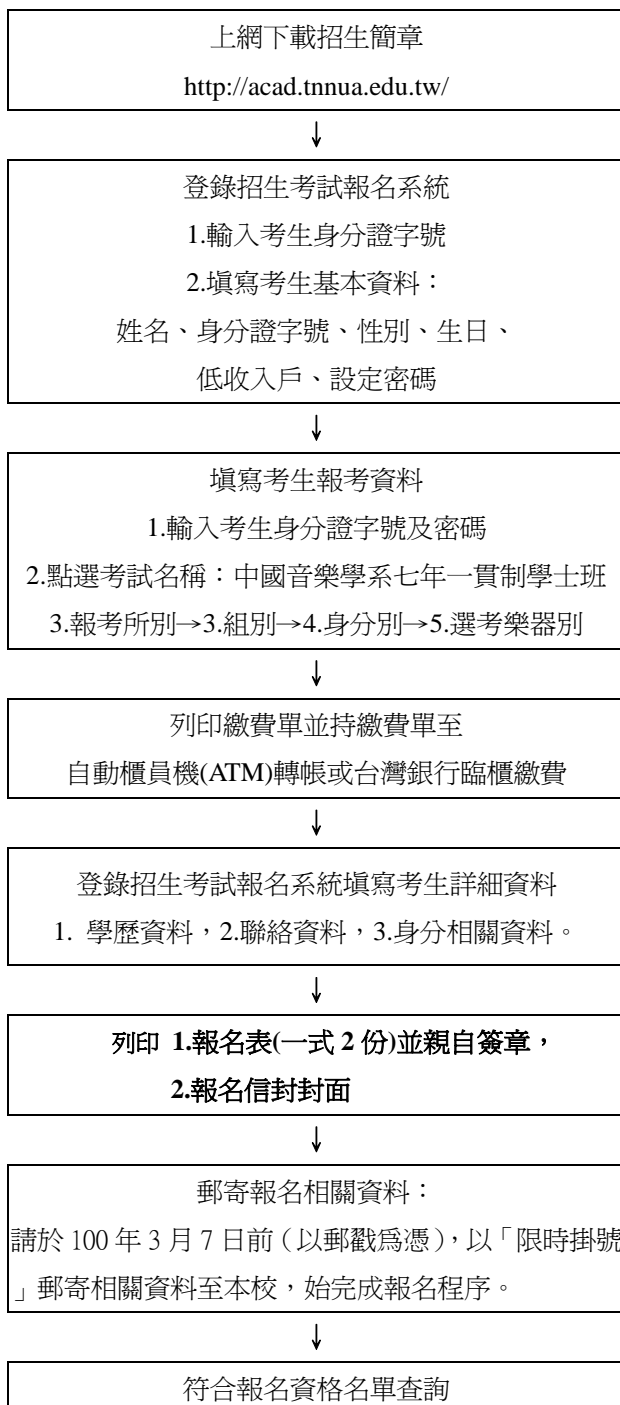 上網下載招生簡章
http://acad.tnnua.edu.tw/
↓
登錄招生考試報名系統
1.輸入考生身分證字號
2.填寫考生基本資料：
姓名、身分證字號、性別、生日、
低收入戶、設定密碼
↓
填寫考生報考資料
1.輸入考生身分證字號及密碼
2.點選考試名稱：中國音樂學系七年一貫制學士班
3.報考所別→3.組別→4.身分別→5.選考樂器別
↓
列印繳費單並持繳費單至
自動櫃員機(ATM)轉帳或台灣銀行臨櫃繳費
↓
登錄招生考試報名系統填寫考生詳細資料
1. 學歷資料，2.聯絡資料，3.身分相關資料。
↓
列印 1.報名表(一式 2 份)並親自簽章，
2.報名信封封面
↓
郵寄報名相關資料：
請於 100 年 3 月 7 日前（以郵戳為憑），以「限時掛號
」郵寄相關資料至本校，始完成報名程序。
↓
符合報名資格名單查詢